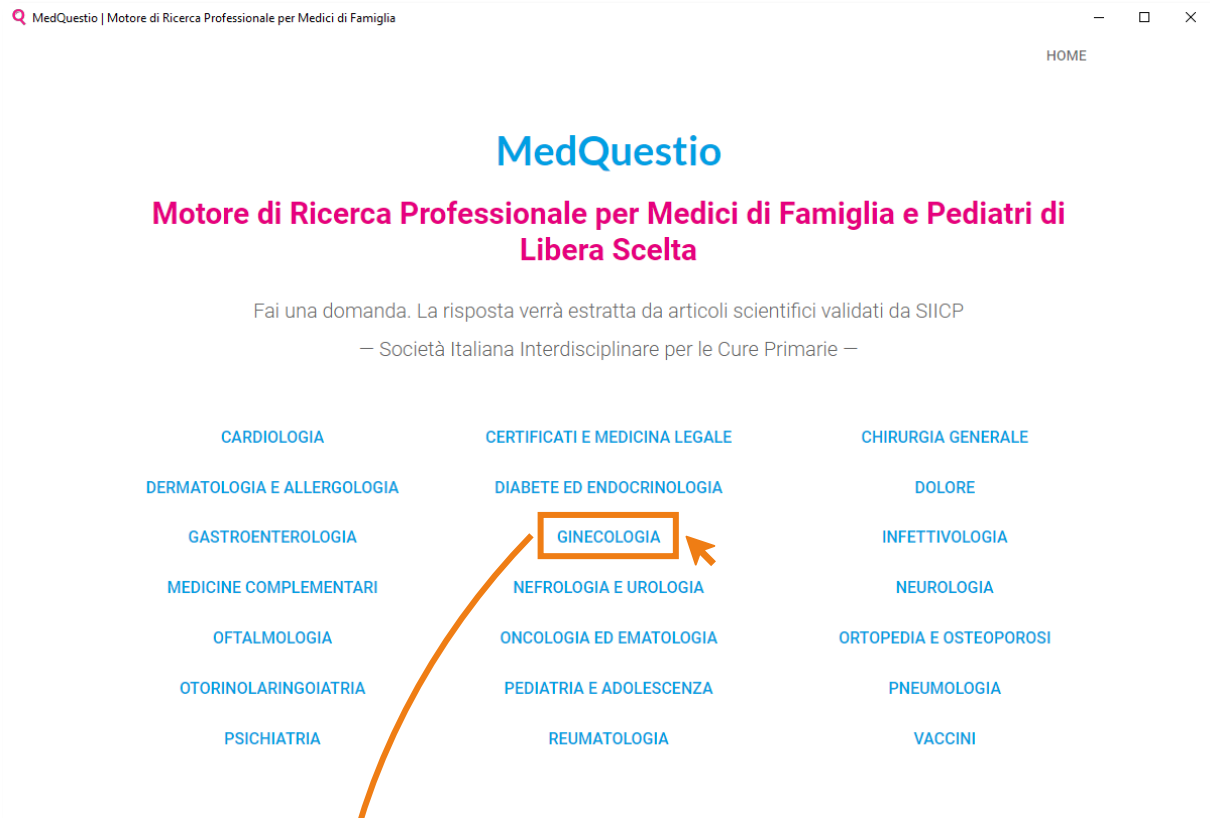 MedQuestio | Motore di Ricerca Professionale per Medici di Famiglia
HOME
MedQuestio
Motore di Ricerca Professionale per Medici di Famiglia e Pediatri di
Libera Scelta
Fai una domanda. La risposta verrà estratta da articoli scientifici validati da SIICP
— Società Italiana Interdisciplinare per le Cure Primarie —
CARDIOLOGIA CERTIFICATI E MEDICINA LEGALE CHIRURGIA GENERALE
DERMATOLOGIA E ALLERGOLOGIA DIABETE ED ENDOCRINOLOGIA DOLORE
GASTROENTEROLOGIA GINECOLOGIA INFETTIVOLOGIA
MEDICINE COMPLEMENTARI NEFROLOGIA E UROLOGIA NEUROLOGIA
OFTALMOLOGIA ONCOLOGIA ED EMATOLOGIA ORTOPEDIA E OSTEOPOROSI
OTORINOLARINGOIATRIA PEDIATRIA E ADOLESCENZA PNEUMOLOGIA
PSICHIATRIA REUMATOLOGIA VACCINI